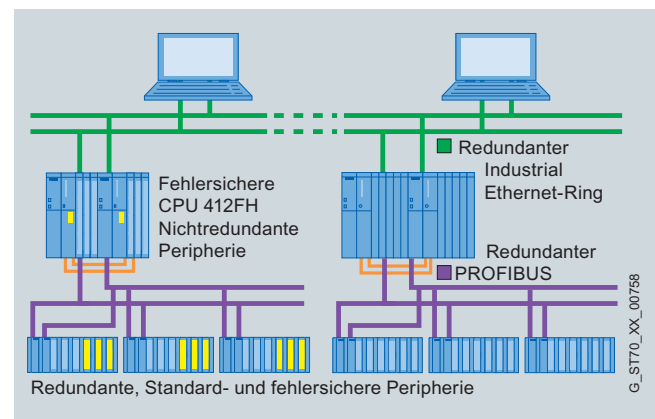 Redundanter
Industrial
Ethernet-Ring
Fehlersichere
CPU 412FH
Nichtredundante
Peripherie
Redundanter
PROFIBUS
G_ST70_XX_00758
Redundante, Standard- und fehlersichere Peripherie